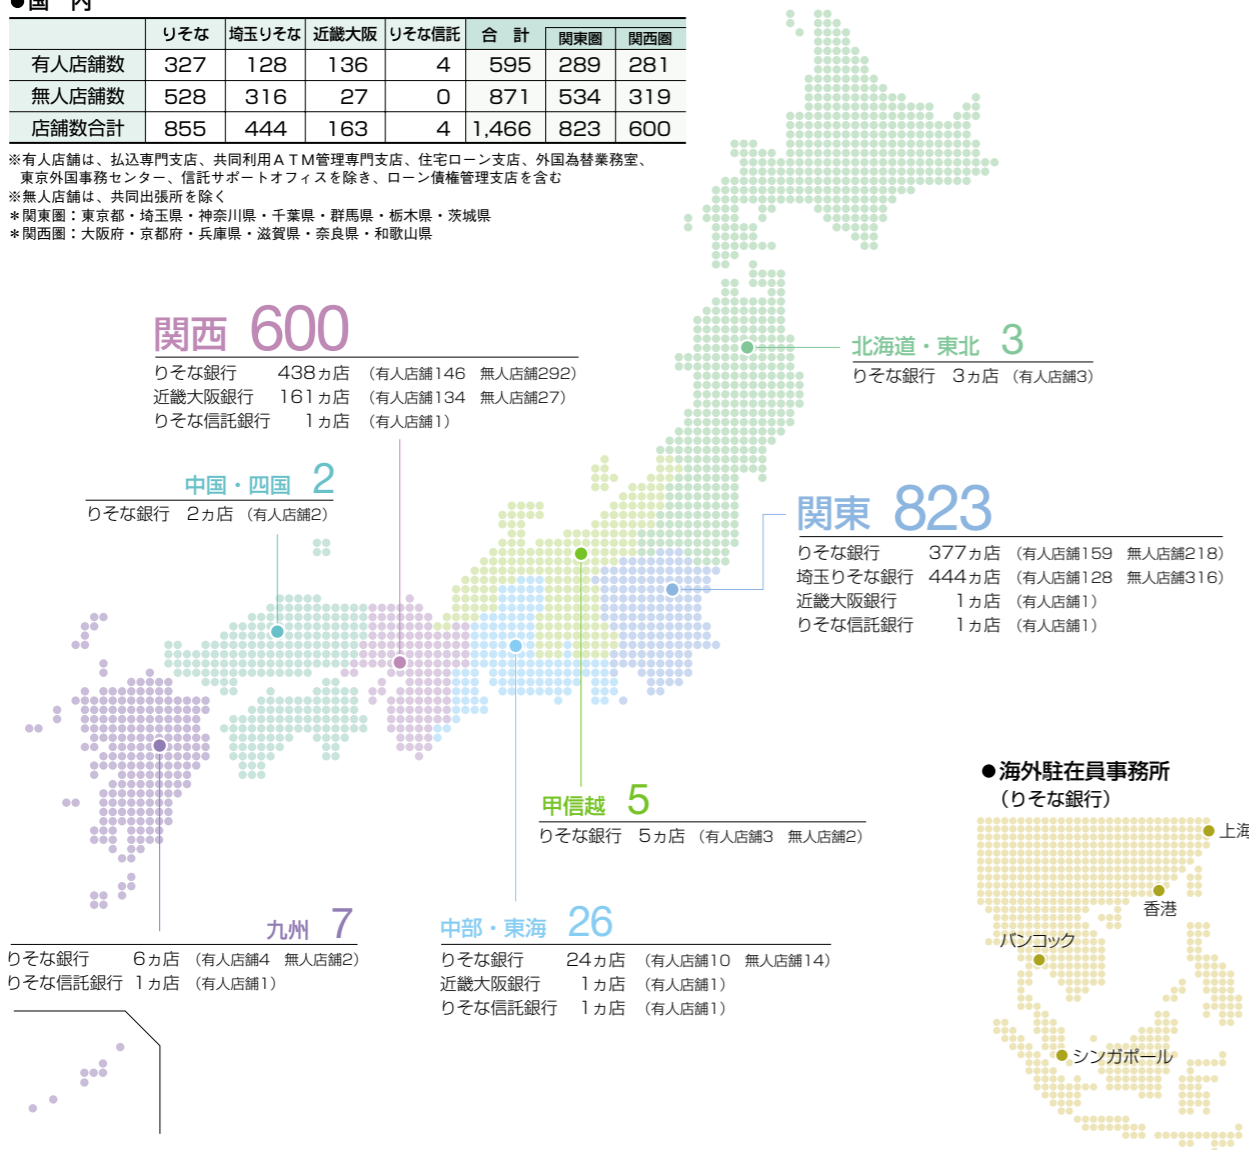 ●国 内
りそな 埼玉りそな 近畿大阪 りそな信託 合 計 関東圏 関西圏
有人店舗数 327 128 136 4 595 289 281
無人店舗数 528 316 27 0 871 534 319
店舗数合計 855 444 163 4 1,466 823 600
※有人店舗は、払込専門支店、共同利用ATM管理専門支店、住宅ローン支店、外国為替業務室、
東京外国事務センター、信託サポートオフィスを除き、ローン債権管理支店を含む
※無人店舗は、共同出張所を除く
＊関東圏：東京都・埼玉県・神奈川県・千葉県・群馬県・栃木県・茨城県
＊関西圏：大阪府・京都府・兵庫県・滋賀県・奈良県・和歌山県
関西 600
りそな銀行 438ヵ店 （有人店舗146 無人店舗292）
近畿大阪銀行 161ヵ店 （有人店舗134 無人店舗27）
りそな信託銀行 1ヵ店 （有人店舗1）
北海道・東北 3
りそな銀行 3ヵ店 （有人店舗3）
中国・四国 2
りそな銀行 2ヵ店 （有人店舗2）
関東 823
りそな銀行 377ヵ店 （有人店舗159 無人店舗218）
埼玉りそな銀行 444ヵ店 （有人店舗128 無人店舗316）
近畿大阪銀行 1ヵ店 （有人店舗1）
りそな信託銀行 1ヵ店 （有人店舗1）
甲信越 5
りそな銀行 5ヵ店 （有人店舗3 無人店舗2）
九州 7
りそな銀行 6ヵ店 （有人店舗4 無人店舗2）
りそな信託銀行 1ヵ店 （有人店舗1）
中部・東海 26
りそな銀行 24ヵ店 （有人店舗10 無人店舗14）
近畿大阪銀行 1ヵ店 （有人店舗1）
りそな信託銀行 1ヵ店 （有人店舗1）
●海外駐在員事務所
（りそな銀行）
上海
香港
バンコック
シンガポール